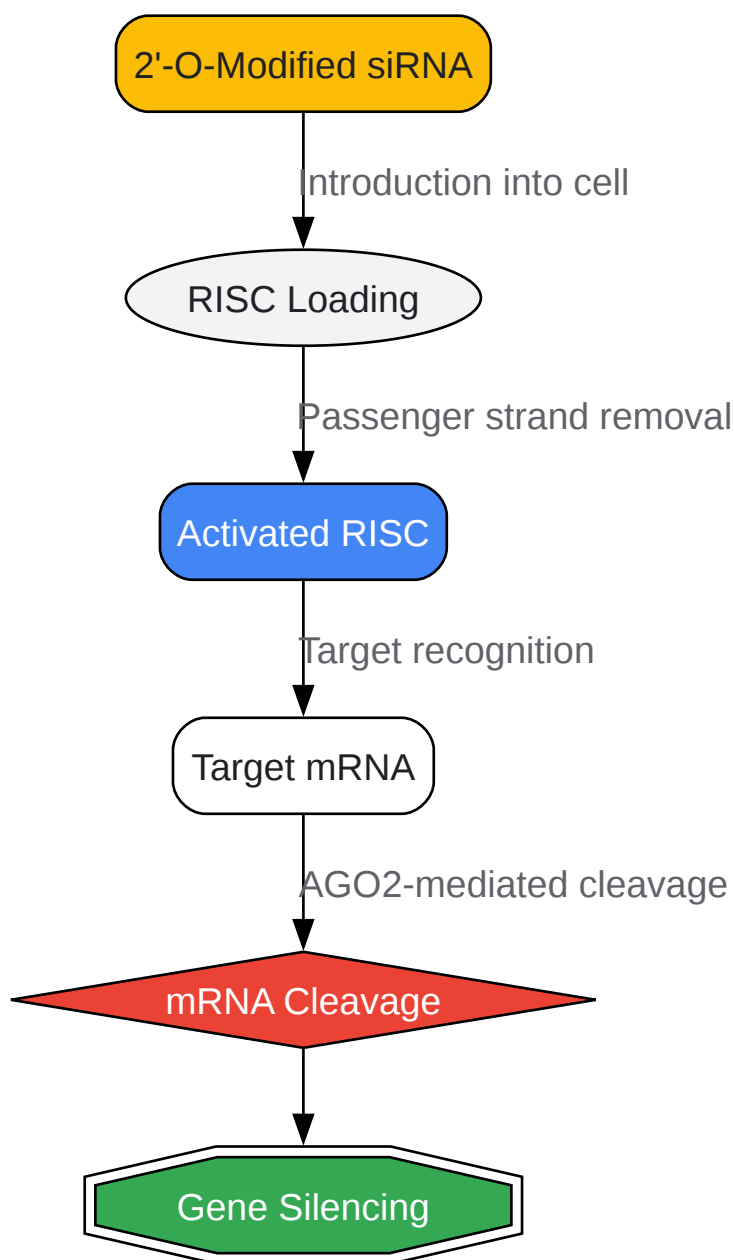 2'-O-Modified siRNA
Introduction into cell
RISC Loading
Passenger strand removal
Activated RISC
Target recognition
Target mRNA
AGO2-mediated cleavage
mRNA Cleavage
Gene Silencing